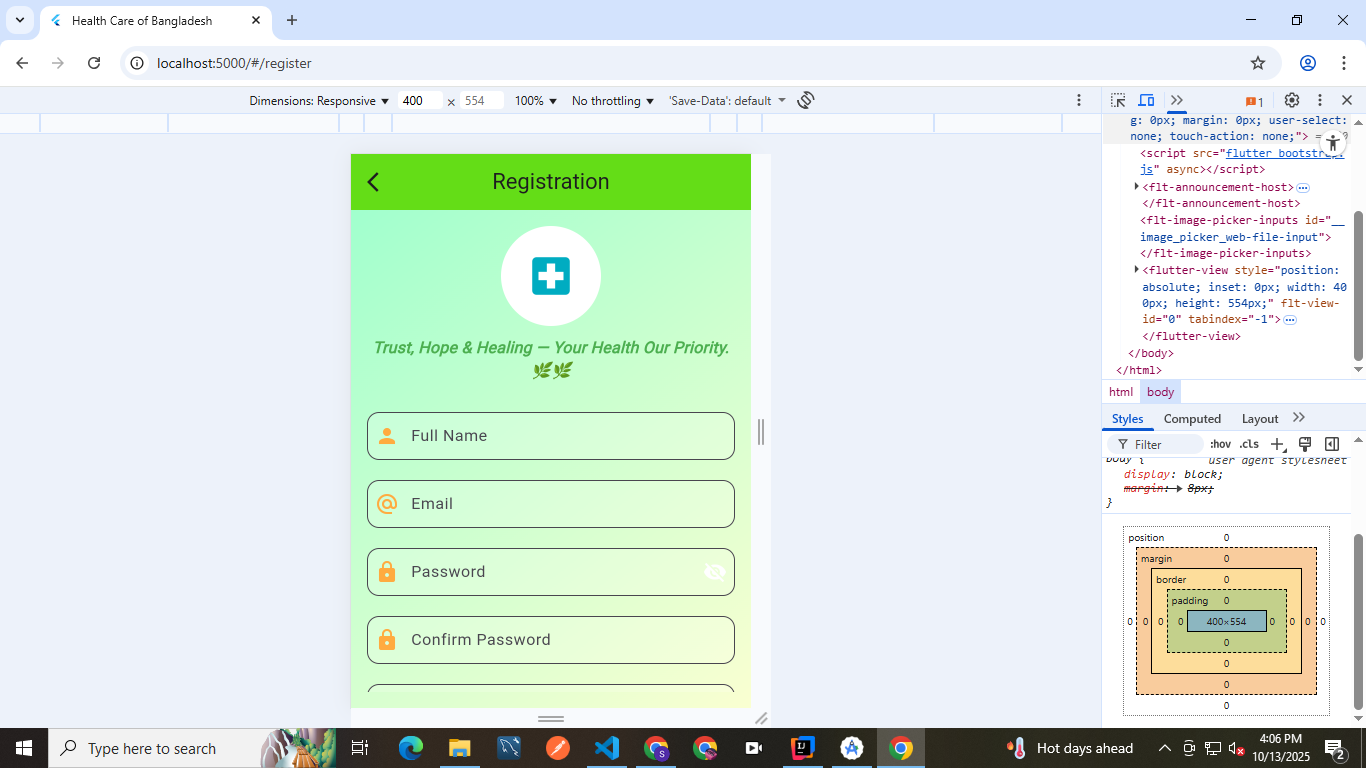 Health Care of Bangladesh
localhost:5000/#/register
Dimensions: Responsive 400 × 554 100% No throttling 'Save-Data': default
1
Registration
Trust, Hope & Healing — Your Health Our Priority.
🌿🌿
Full Name
Email
Password
Confirm Password
g: 0px; margin: 0px; user-select:
none; touch-action: none;"> ==
<script src="flutter_bootstrap.
js" async></script>
<flt-announcement-host>
</flt-announcement-host>
<flt-image-picker-inputs id="__
image_picker_web-file-input">
</flt-image-picker-inputs>
<flutter-view style="position:
absolute; inset: 0px; width: 40
0px; height: 554px;" flt-view-
id="0" tabindex="-1">
</flutter-view>
</body>
</html>
html body
Styles Computed Layout
Filter :hov .cls
body { user agent stylesheet
display: block;
margin: 8px;
}
position 0
margin 0
border 0
padding 0
0 0 0 0 400×554 0 0 0 0
0
0
0
0
Type here to search
Hot days ahead
4:06 PM
10/13/2025
2